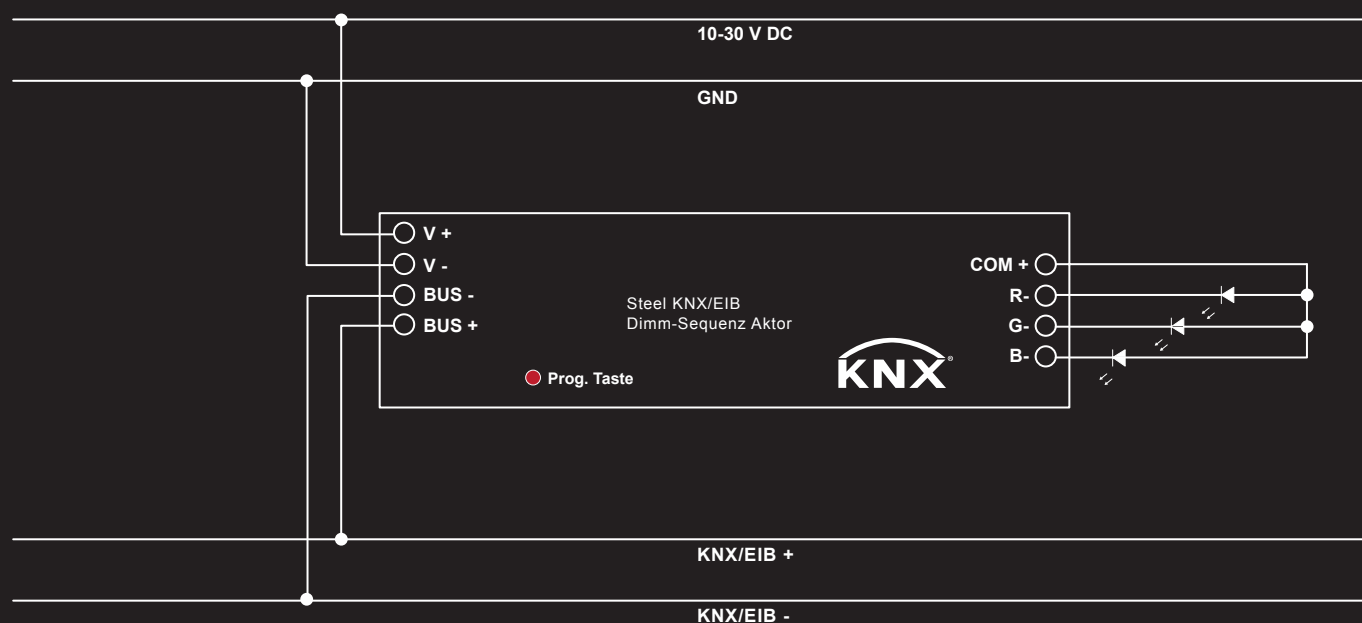 10-30 V DC
GND
V +
V -
BUS -
BUS +
Steel KNX/EIB
Dimm-Sequenz Aktor
Prog. Taste
KNX®
COM +
R-
G-
B-
KNX/EIB +
KNX/EIB -